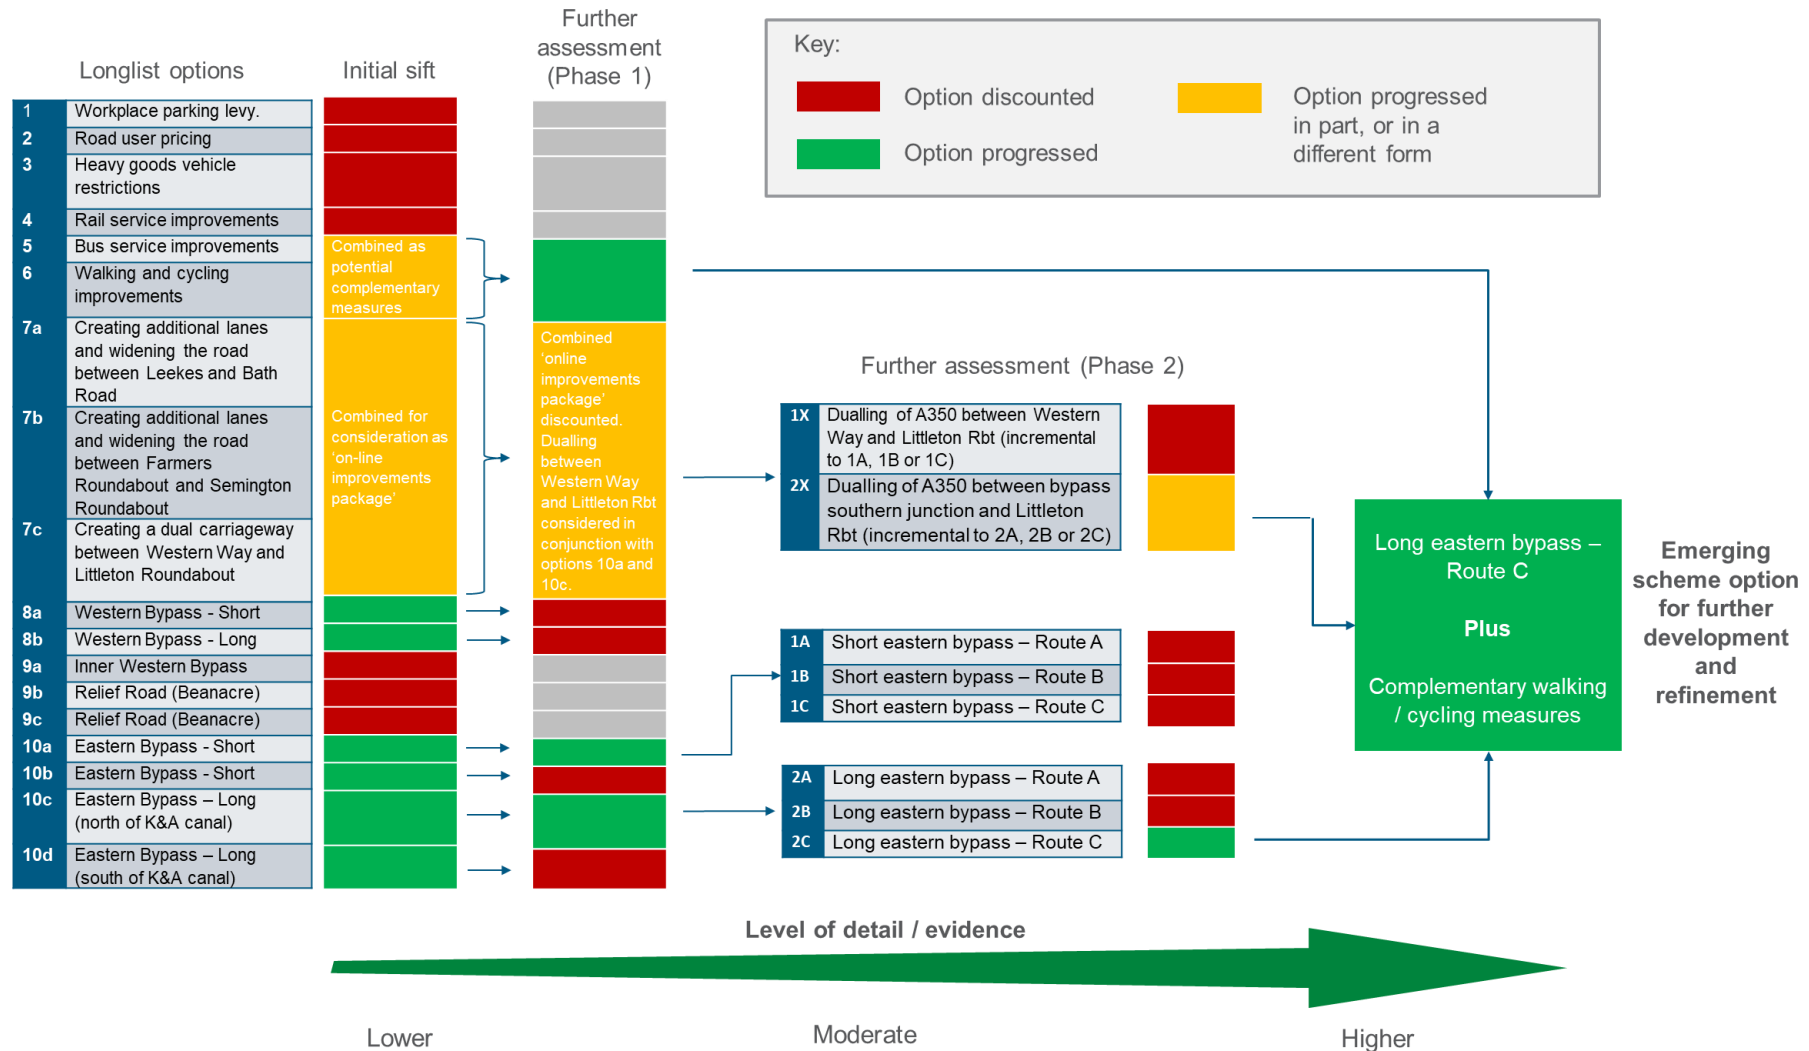 Longlist options
Initial sift
Further
assessment
(Phase 1)
Key:
Option discounted
Option progressed
Option progressed
in part, or in a
different form
1
Workplace parking levy.
2
Road user pricing
3
Heavy goods vehicle
restrictions
4
Rail service improvements
5
Bus service improvements
6
Walking and cycling
improvements
7a
Creating additional lanes
and widening the road
between Leekes and Bath
Road
7b
Creating additional lanes
and widening the road
between Farmers
Roundabout and Semington
Roundabout
7c
Creating a dual carriageway
between Western Way and
Littleton Roundabout
8a
Western Bypass - Short
8b
Western Bypass - Long
9a
Inner Western Bypass
9b
Relief Road (Beanacre)
9c
Relief Road (Beanacre)
10a
Eastern Bypass - Short
10b
Eastern Bypass - Short
10c
Eastern Bypass – Long
(north of K&A canal)
10d
Eastern Bypass – Long
(south of K&A canal)
Combined as
potential
complementary
measures
Combined for
consideration as
‘on-line
improvements
package’
Combined
‘online
improvements
package’
discounted.
Dualling
between
Western Way
and Littleton Rbt
considered in
conjunction with
options 10a and
10c.
Further assessment (Phase 2)
1X
Dualling of A350 between Western
Way and Littleton Rbt (incremental
to 1A, 1B or 1C)
2X
Dualling of A350 between bypass
southern junction and Littleton
Rbt (incremental to 2A, 2B or 2C)
1A
Short eastern bypass – Route A
1B
Short eastern bypass – Route B
1C
Short eastern bypass – Route C
2A
Long eastern bypass – Route A
2B
Long eastern bypass – Route B
2C
Long eastern bypass – Route C
Long eastern bypass –
Route C
Plus
Complementary walking
/ cycling measures
Emerging
scheme option
for further
development
and
refinement
Level of detail / evidence
Lower
Moderate
Higher